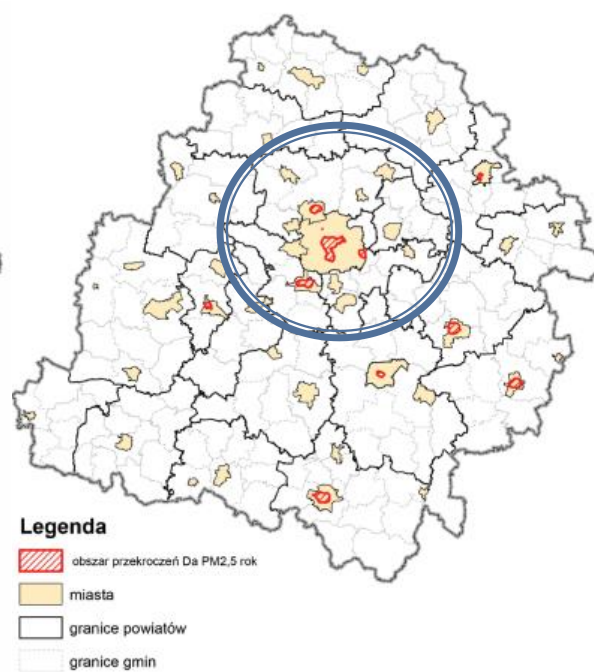 Legenda
obszar przekroczeń Da PM2,5 rok
miasta
granice powiatów
granice gmin